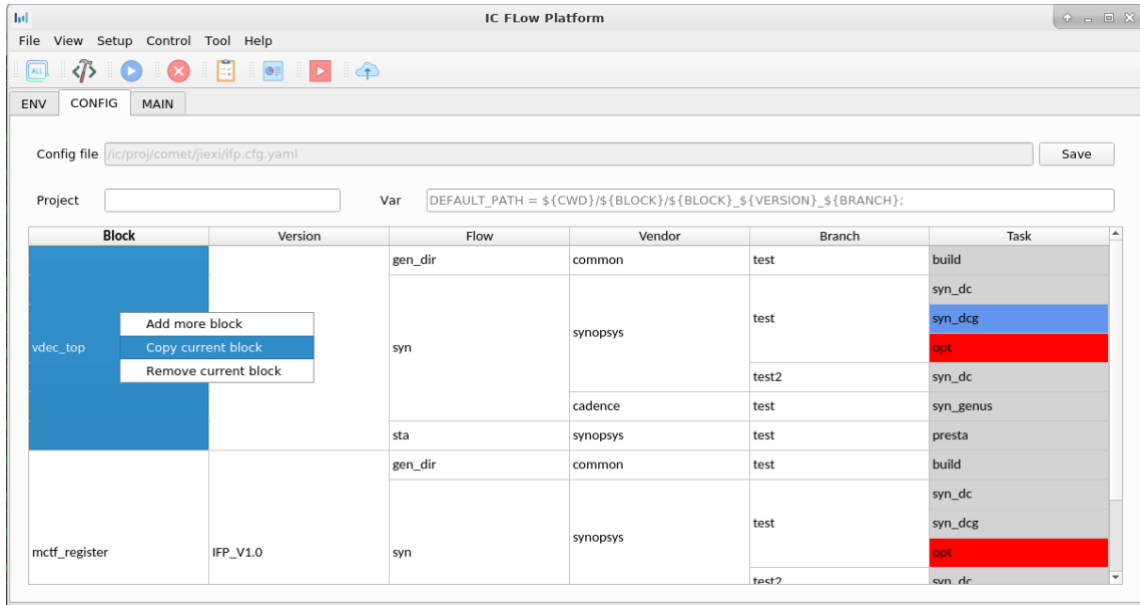 IC FLow Platform
File View Setup Control Tool Help
ALL
ENV CONFIG MAIN
Config file /ic/proj/comet/jiexi/ifp.cfg.yaml Save
Project Var DEFAULT_PATH = ${CWD}/${BLOCK}/${BLOCK}_${VERSION}_${BRANCH};
Block Version Flow Vendor Branch Task
gen_dir common test build
syn_dc
Add more block test syn_dcg
synopsys
vdec_top Copy current block syn opt
Remove current block test2 syn_dc
cadence test syn_genus
sta synopsys test presta
gen_dir common test build
syn_dc
test syn_dcg
synopsys
mctf_register IFP_V1.0 syn opt
test2 syn_dc